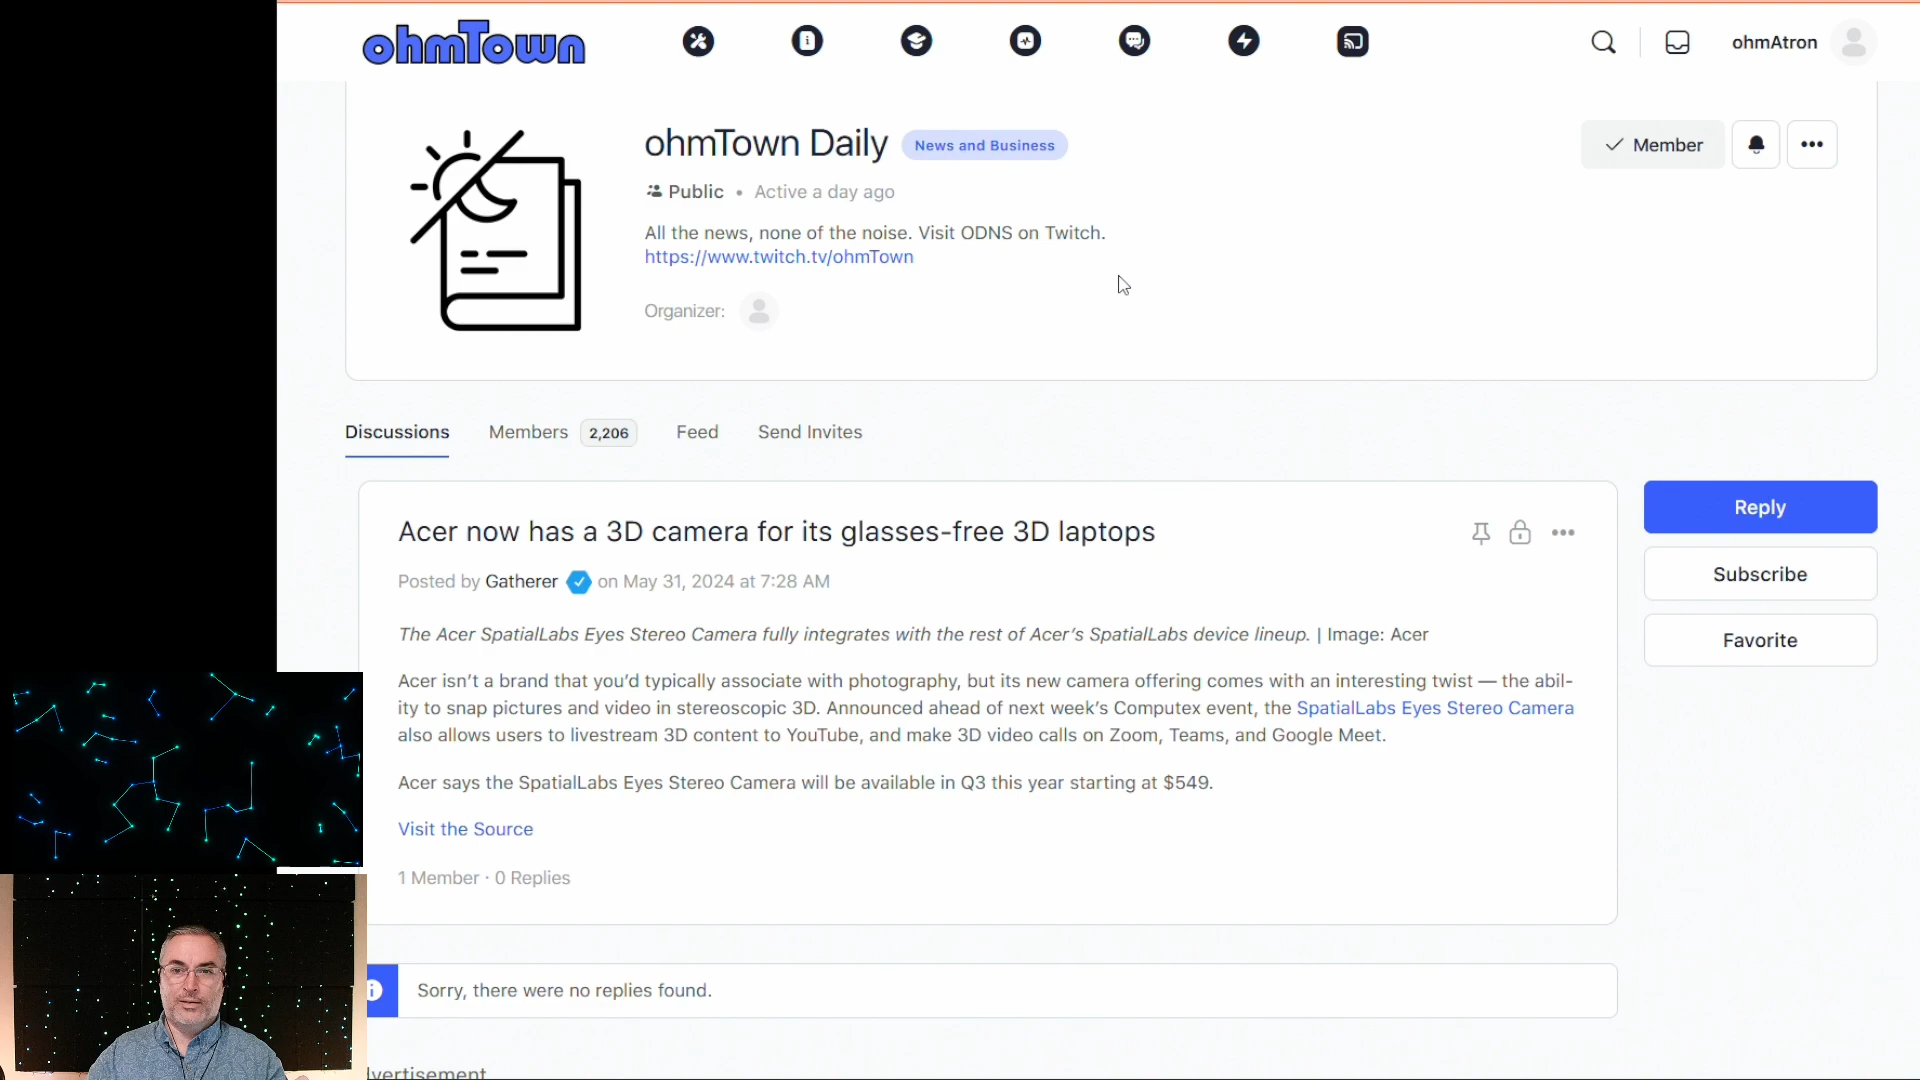 ohmTown
ohmAtron
ohmTown Daily
News and Business
Member
Public • Active a day ago
All the news, none of the noise. Visit ODNS on Twitch.
https://www.twitch.tv/ohmTown
Organizer:
Discussions
Members
2,206
Feed
Send Invites
Acer now has a 3D camera for its glasses-free 3D laptops
Reply
Posted by Gatherer on May 31, 2024 at 7:28 AM
Subscribe
The Acer SpatialLabs Eyes Stereo Camera fully integrates with the rest of Acer’s SpatialLabs device lineup. | Image: Acer
Favorite
Acer isn’t a brand that you’d typically associate with photography, but its new camera offering comes with an interesting twist — the abil-
ity to snap pictures and video in stereoscopic 3D. Announced ahead of next week’s Computex event, the SpatialLabs Eyes Stereo Camera
also allows users to livestream 3D content to YouTube, and make 3D video calls on Zoom, Teams, and Google Meet.
Acer says the SpatialLabs Eyes Stereo Camera will be available in Q3 this year starting at $549.
Visit the Source
1 Member · 0 Replies
Sorry, there were no replies found.